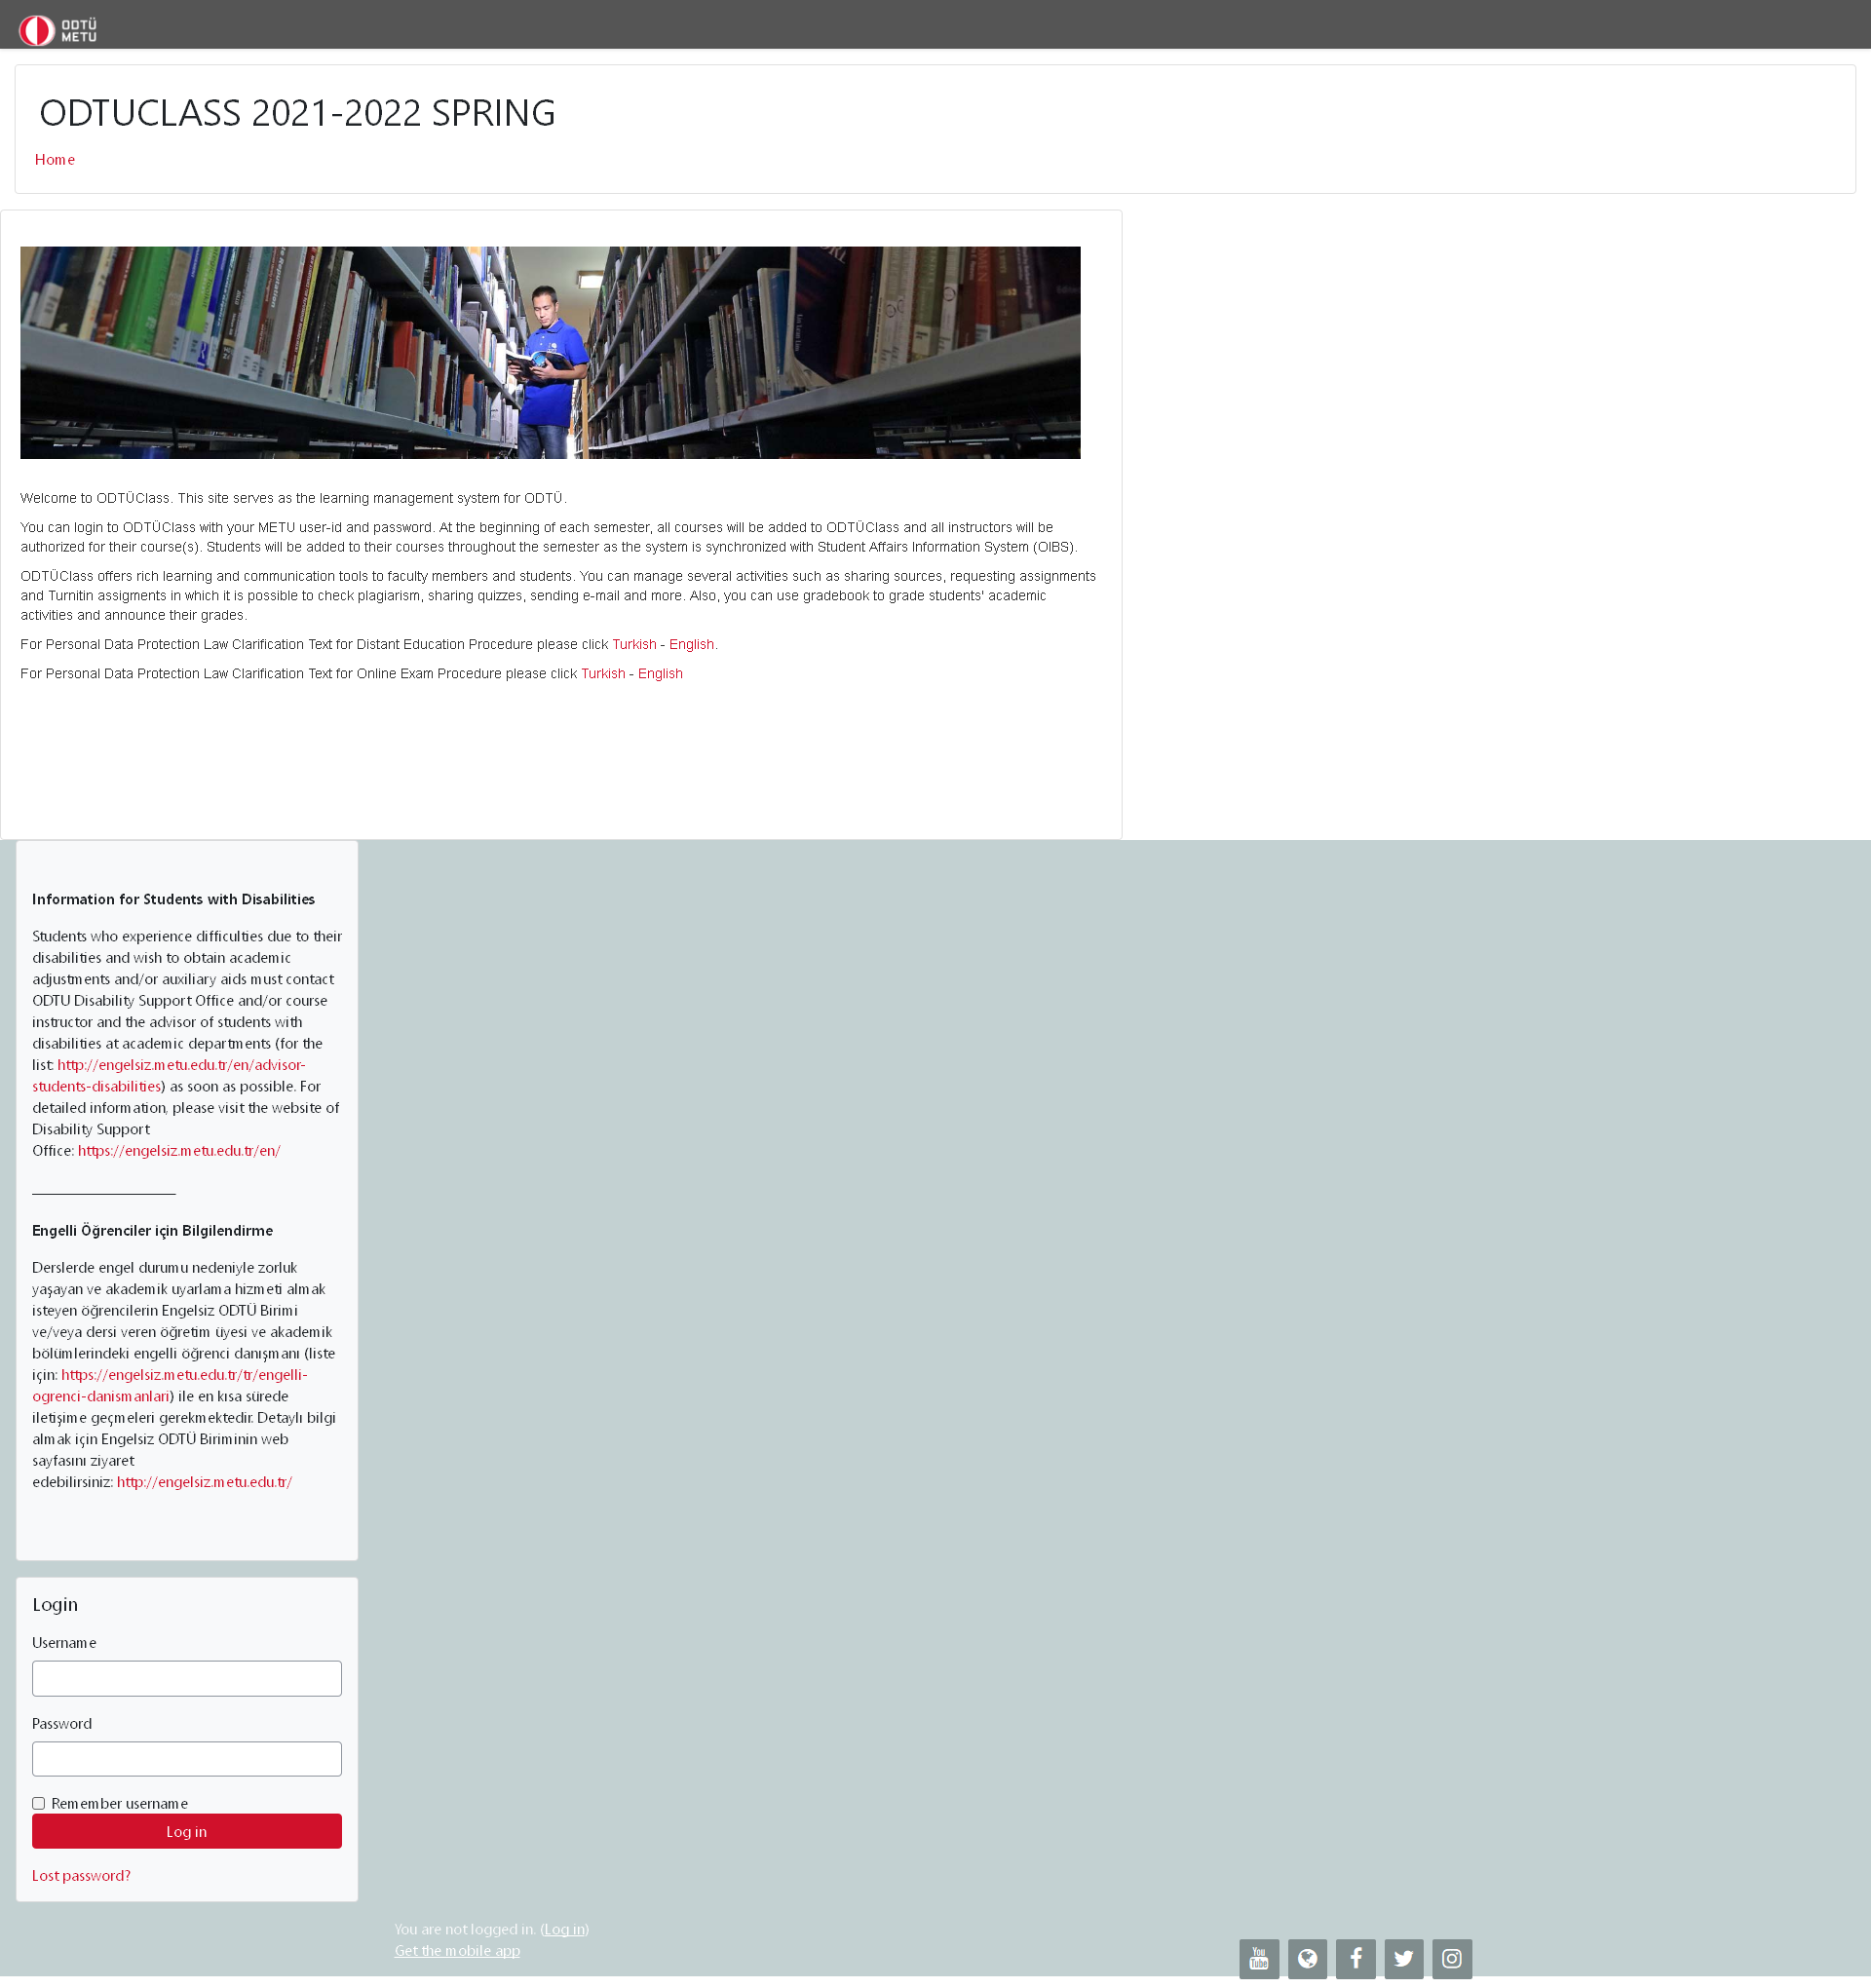 ODTÜ
METU
ODTUCLASS 2021-2022 SPRING
Home
Welcome to ODTÜClass. This site serves as the learning management system for ODTÜ.
You can login to ODTÜClass with your METU user-id and password. At the beginning of each semester, all courses will be added to ODTÜClass and all instructors will be
authorized for their course(s). Students will be added to their courses throughout the semester as the system is synchronized with Student Affairs Information System (OIBS).
ODTÜClass offers rich learning and communication tools to faculty members and students. You can manage several activities such as sharing sources, requesting assignments
and Turnitin assigments in which it is possible to check plagiarism, sharing quizzes, sending e-mail and more. Also, you can use gradebook to grade students' academic
activities and announce their grades.
For Personal Data Protection Law Clarification Text for Distant Education Procedure please click Turkish - English.
For Personal Data Protection Law Clarification Text for Online Exam Procedure please click Turkish - English
Information for Students with Disabilities
Students who experience difficulties due to their
disabilities and wish to obtain academic
adjustments and/or auxiliary aids must contact
ODTU Disability Support Office and/or course
instructor and the advisor of students with
disabilities at academic departments (for the
list: http://engelsiz.metu.edu.tr/en/advisor-
students-disabilities) as soon as possible. For
detailed information, please visit the website of
Disability Support
Office: https://engelsiz.metu.edu.tr/en/
Engelli Öğrenciler için Bilgilendirme
Derslerde engel durumu nedeniyle zorluk
yaşayan ve akademik uyarlama hizmeti almak
isteyen öğrencilerin Engelsiz ODTÜ Birimi
ve/veya dersi veren öğretim üyesi ve akademik
bölümlerindeki engelli öğrenci danışmanı (liste
için: https://engelsiz.metu.edu.tr/tr/engelli-
ogrenci-danismanlari) ile en kısa sürede
iletişime geçmeleri gerekmektedir. Detaylı bilgi
almak için Engelsiz ODTÜ Biriminin web
sayfasını ziyaret
edebilirsiniz: http://engelsiz.metu.edu.tr/
Login
Username
Password
Remember username
Log in
Lost password?
You are not logged in. (Log in)
Get the mobile app
You
Tube